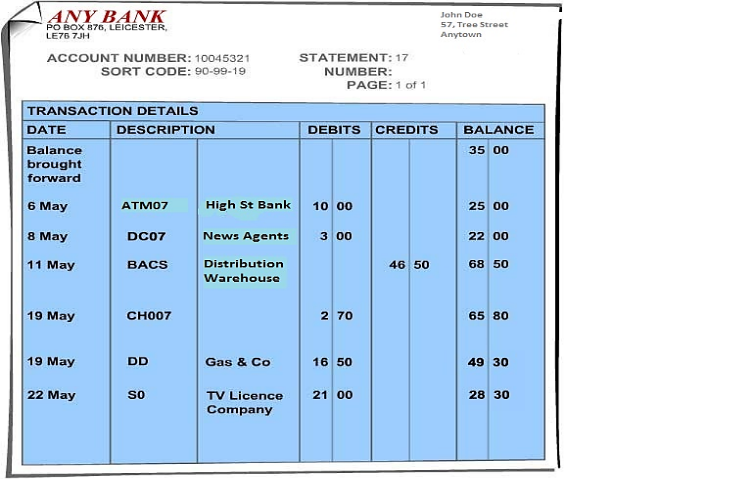 ANY BANK
PO BOX 876, LEICESTER,
LE76 7JH
John Doe
57, Tree Street
Anytown
ACCOUNT NUMBER: 10045321 STATEMENT: 17
SORT CODE: 90-99-19 NUMBER:
PAGE: 1 of 1
TRANSACTION DETAILS
DATE DESCRIPTION DEBITS CREDITS BALANCE
Balance 35 00
brought
forward
6 May ATM07 High St Bank 10 00 25 00
8 May DC07 News Agents 3 00 22 00
11 May BACS Distribution 46 50 68 50
Warehouse
19 May CH007 2 70 65 80
19 May DD Gas & Co 16 50 49 30
22 May S0 TV Licence 21 00 28 30
Company